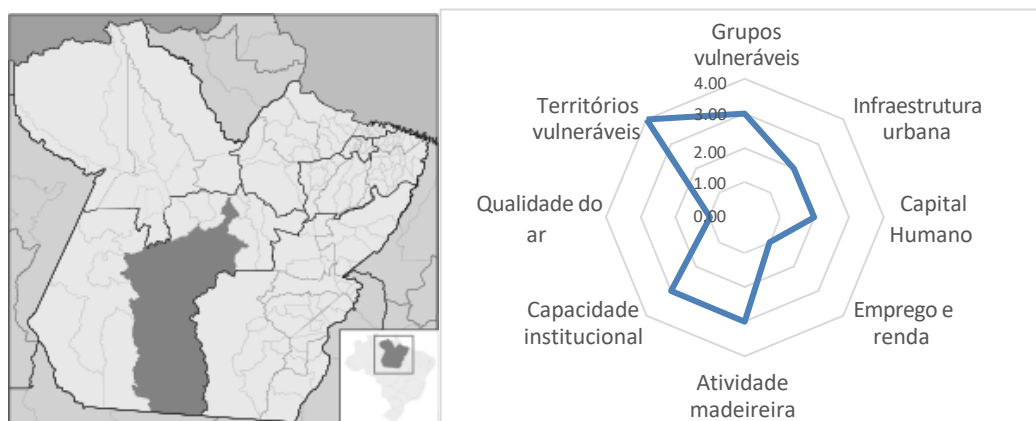 Grupos
vulneráveis
Infraestrutura
urbana
Capital
Humano
Emprego e
renda
Atividade
madeireira
Capacidade
institucional
Qualidade do
ar
Territórios
vulneráveis
4.00
3.00
2.00
1.00
0.00